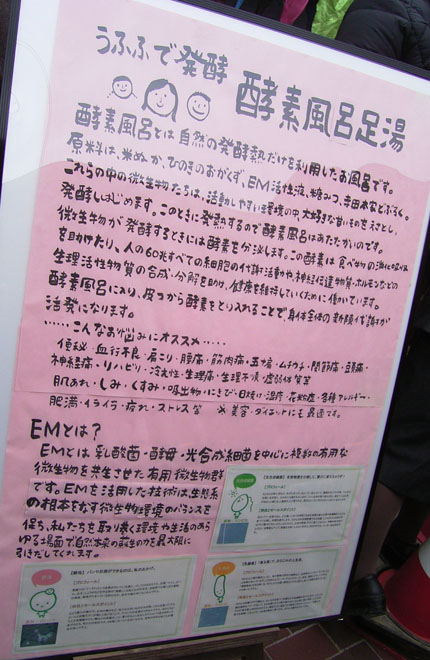 うふふで発酵 酵素風呂足湯
酵素風呂とは自然の発酵熱だけを利用したお風呂です。
原料は、米ぬか、ひのきのおがくず、EM活性液、糖みつ、
これらの中の微生物たちは、活動しやすい環境の中、大好きな甘いものをえさとし、
発酵しはじめます。このときに発熱するので酵素風呂はあたたかいのです。
微生物が発酵するときには酵素を分泌します。この酵素は食べ物の消化吸収
を助けたり、人の60兆すべての細胞の代謝活動や、神経伝達物質・ホルモンなどの
生理活性物質の合成・分解を助け、健康を維持していくために働いています。
酵素風呂に入り、皮フから酵素をとり入れることで身体全体の新陳代謝が
活発になります。
……こんなお悩みにオススメ……
便秘・血行不良・肩こり・腰痛・筋肉痛・五十肩・ムチウチ・関節痛・頭痛・
神経痛・リハビリ・冷え性・生理痛・生理不順・虚弱体質等
肌あれ・しみ・くすみ・吸出物・にきび・日焼け・湿疹・花粉症・各種アレルギー・
肥満・イライラ・疲れ・ストレス等 ※美容・ダイエットにも最適です。
EMとは?
EMとは乳酸菌・酵母・光合成細菌を中心に複数の有用な
微生物を共生させた有用微生物群
です。EMを活用した技術は、生態系
の根本をなす微生物環境のバランスを
保ち、私たちを取り巻く環境や生活のあら
ゆる場面で自然本来の蘇生の力を最大限に
引きだしてくれます。